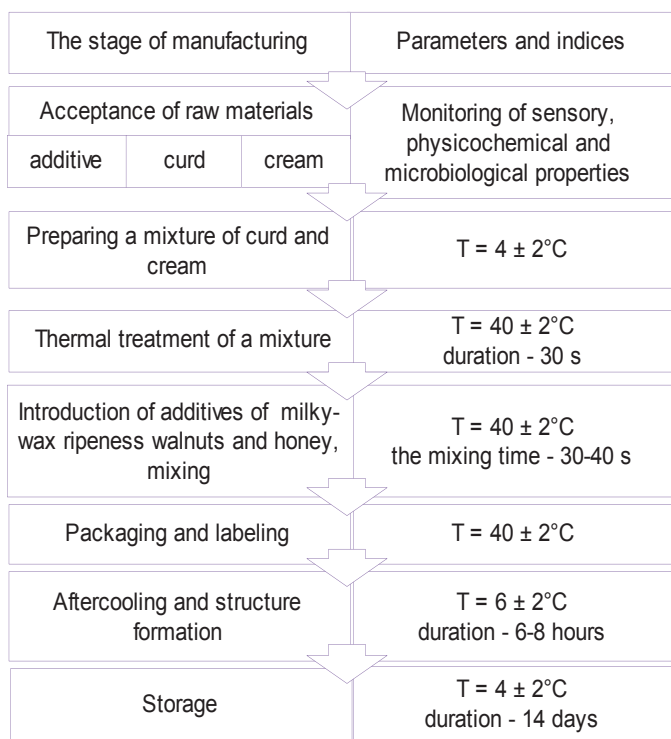 The stage of manufacturing
Parameters and indices
Acceptance of raw materials
additive
curd
cream
Monitoring of sensory,
physicochemical and
microbiological properties
Preparing a mixture of curd and
cream
T = 4 ± 2°C
Thermal treatment of a mixture
T = 40 ± 2°C
duration - 30 s
Introduction of additives of milky-
wax ripeness walnuts and honey,
mixing
T = 40 ± 2°C
the mixing time - 30-40 s
Packaging and labeling
T = 40 ± 2°C
Aftercooling and structure
formation
T = 6 ± 2°C
duration - 6-8 hours
Storage
T = 4 ± 2°C
duration - 14 days